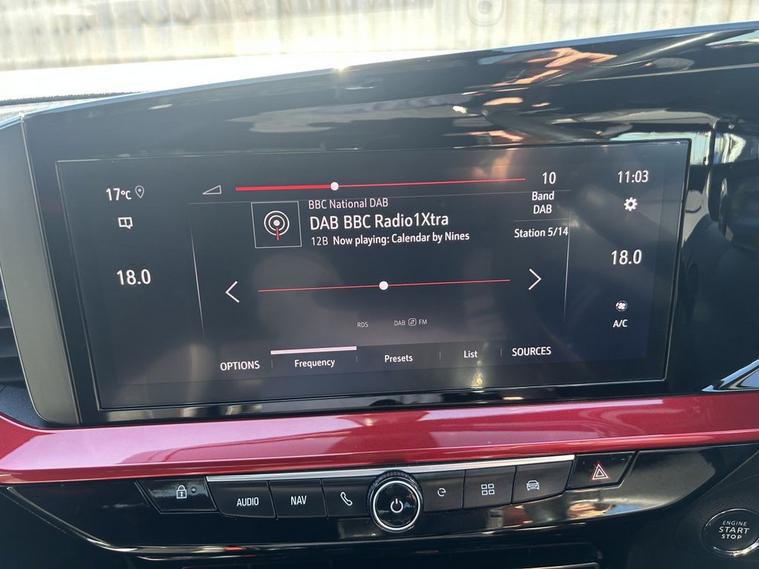 17°C
10
11:03
BBC National DAB
Band
DAB
DAB BBC Radio1Xtra
12B Now playing: Calendar by Nines
Station 5/14
18.0
18.0
RDS
DAB FM
A/C
OPTIONS
Frequency
Presets
List
SOURCES
AUDIO
NAV
ENGINE
START
STOP